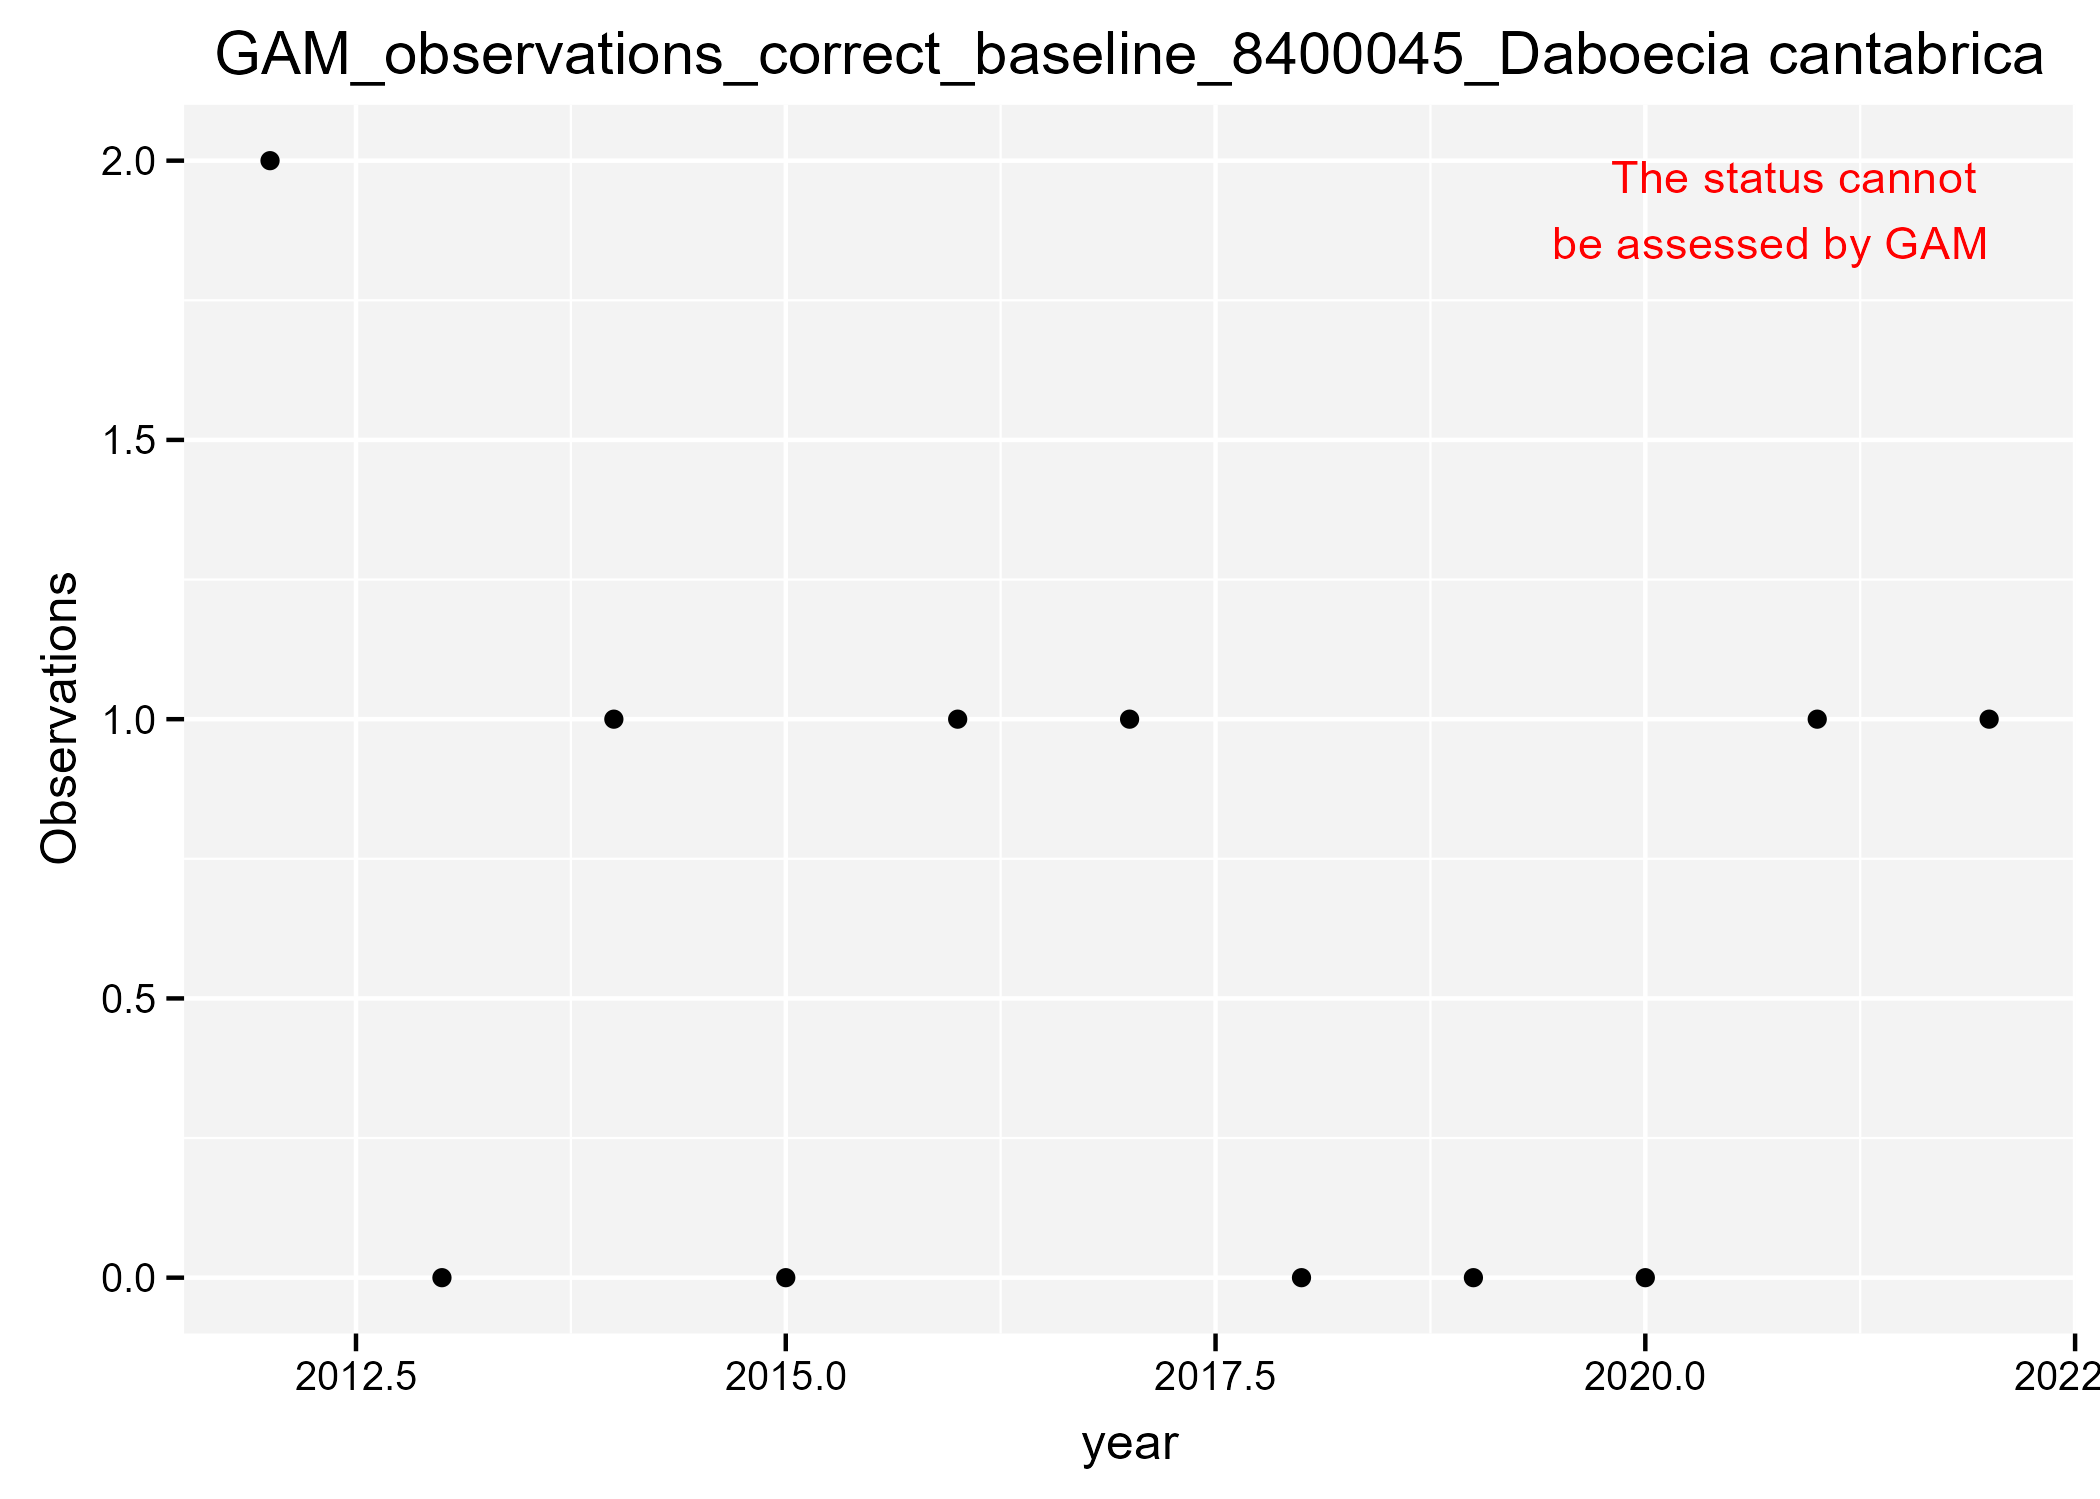 GAM_observations_correct_baseline_8400045_Daboecia cantabrica
The status cannot
be assessed by GAM
Observations
2.0
1.5
1.0
0.5
0.0
2012.5
2015.0
2017.5
2020.0
2022
year